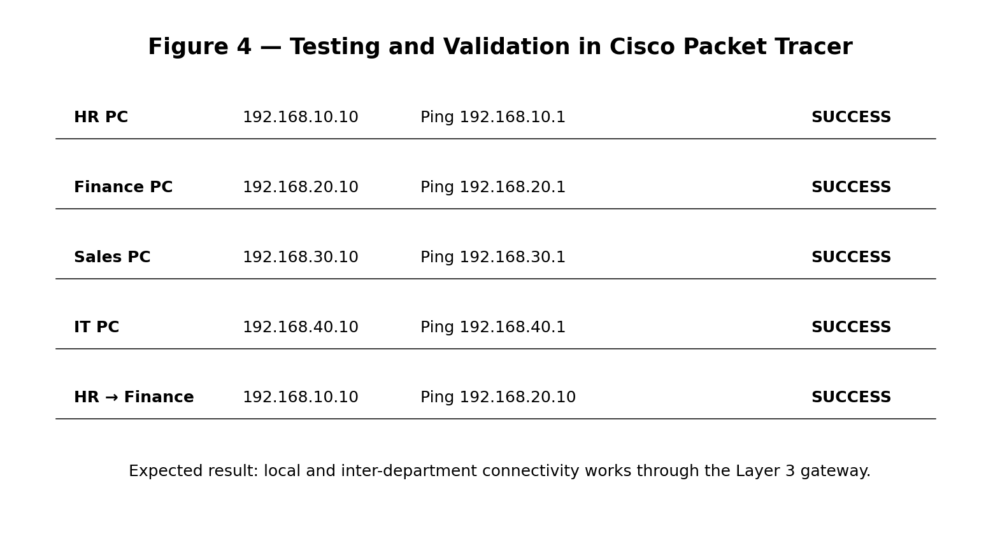 Figure 4 — Testing and Validation in Cisco Packet Tracer
HR PC 192.168.10.10 Ping 192.168.10.1 SUCCESS
Finance PC 192.168.20.10 Ping 192.168.20.1 SUCCESS
Sales PC 192.168.30.10 Ping 192.168.30.1 SUCCESS
IT PC 192.168.40.10 Ping 192.168.40.1 SUCCESS
HR → Finance 192.168.10.10 Ping 192.168.20.10 SUCCESS
Expected result: local and inter-department connectivity works through the Layer 3 gateway.